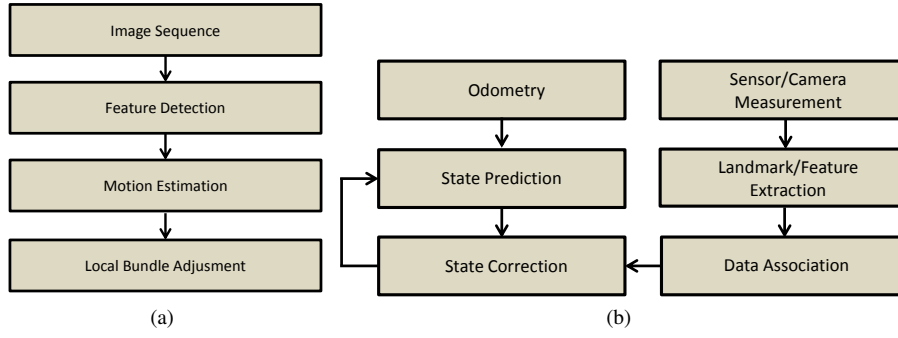 Image Sequence
Feature Detection
Motion Estimation
Local Bundle Adjusment
(a)
Odometry
State Prediction
State Correction
Sensor/Camera
Measurement
Landmark/Feature
Extraction
Data Association
(b)